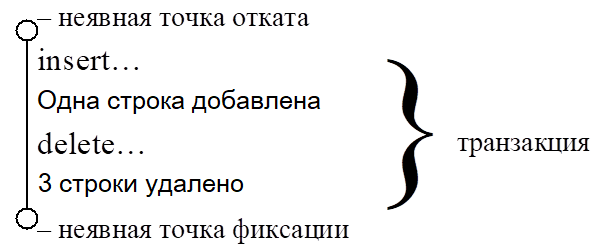 – неявная точка отката
insert…
Одна строка добавлена
delete…
3 строки удалено
транзакция
– неявная точка фиксации